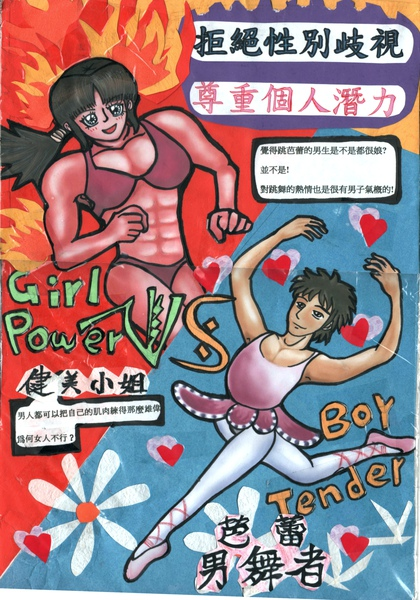 拒絕性別歧視
尊重個人潛力
覺得跳芭蕾的男生是不是都很娘?
並不是!
對跳舞的熱情也是很有男子氣概的!
Girl
Power
VS
健美小姐
男人都可以把自己的肌肉練得那麼雄偉
為何女人不行?
Boy
Tender
芭蕾
男舞者